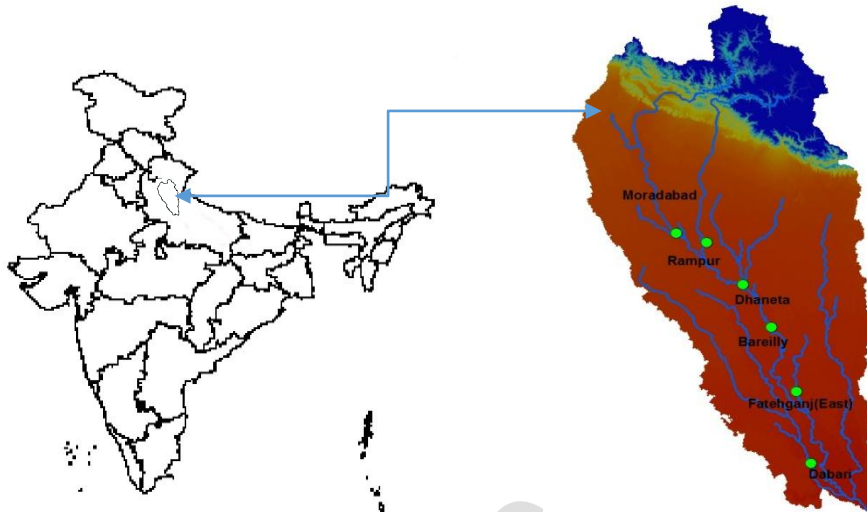 Moradabad
Rampur
Dhaneta
Bareilly
Fatehganj(East)
Dabari